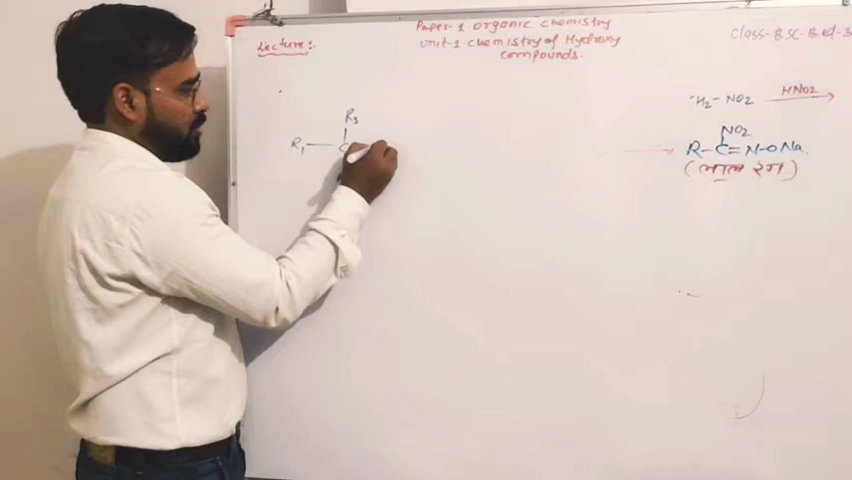 Paper-1 organic chemistry
Unit-1 chemistry of Hydroxy
compounds.
Lecture:
Class-B.SC-B.ed-
H2-NO2 HNO2
NO2
R-C=N-ONa.
(लाल रंग)
R3
R1-C